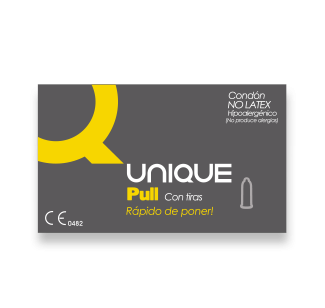 Condón
NO LATEX
Hipoalergénico
(No produce alergias)
UNIQUE
Pull Con tiras
Rápido de poner!
CE 0482